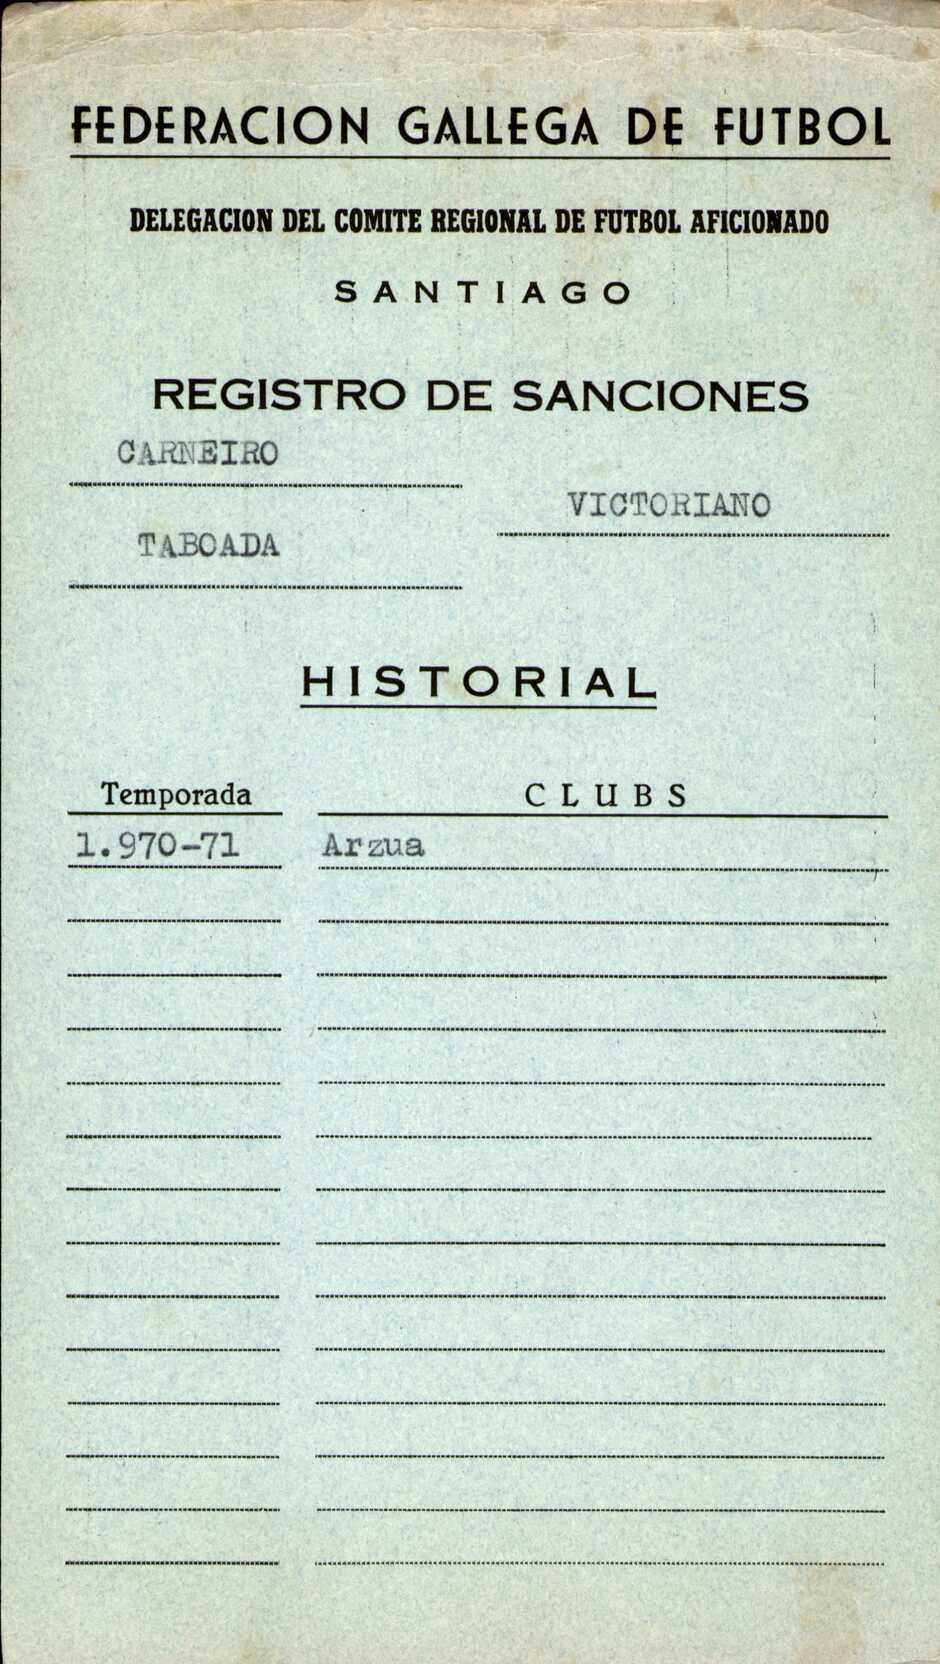 FEDERACION GALLEGA DE FUTBOL
DELEGACION DEL COMITE REGIONAL DE FUTBOL AFICIONADO
SANTIAGO
REGISTRO DE SANCIONES
CARNEIRO
VICTORIANO
TABOADA
HISTORIAL
Temporada CLUBS
1.970-71 Arzua